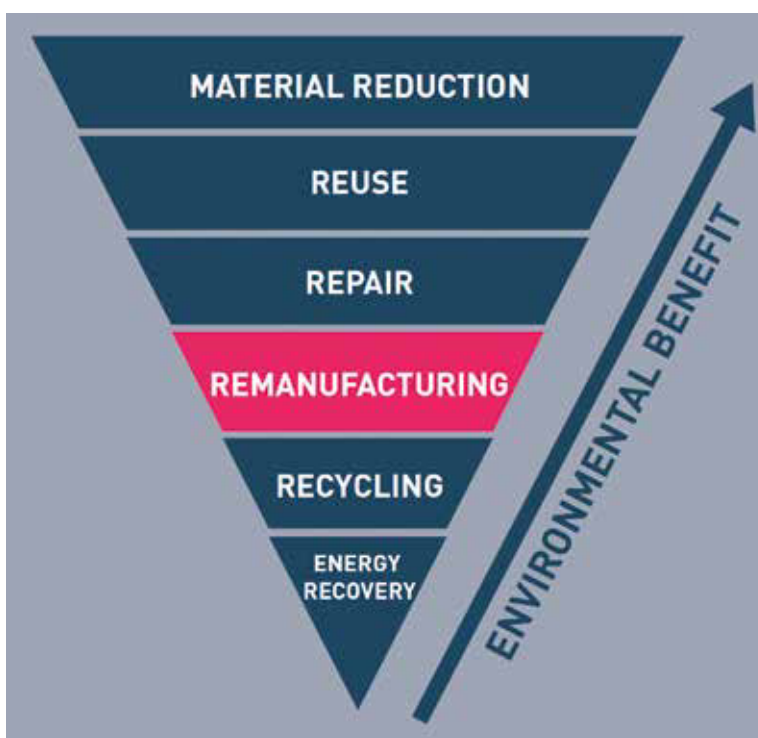 MATERIAL REDUCTION
REUSE
REPAIR
REMANUFACTURING
RECYCLING
ENERGY
RECOVERY
ENVIRONMENTAL BENEFIT